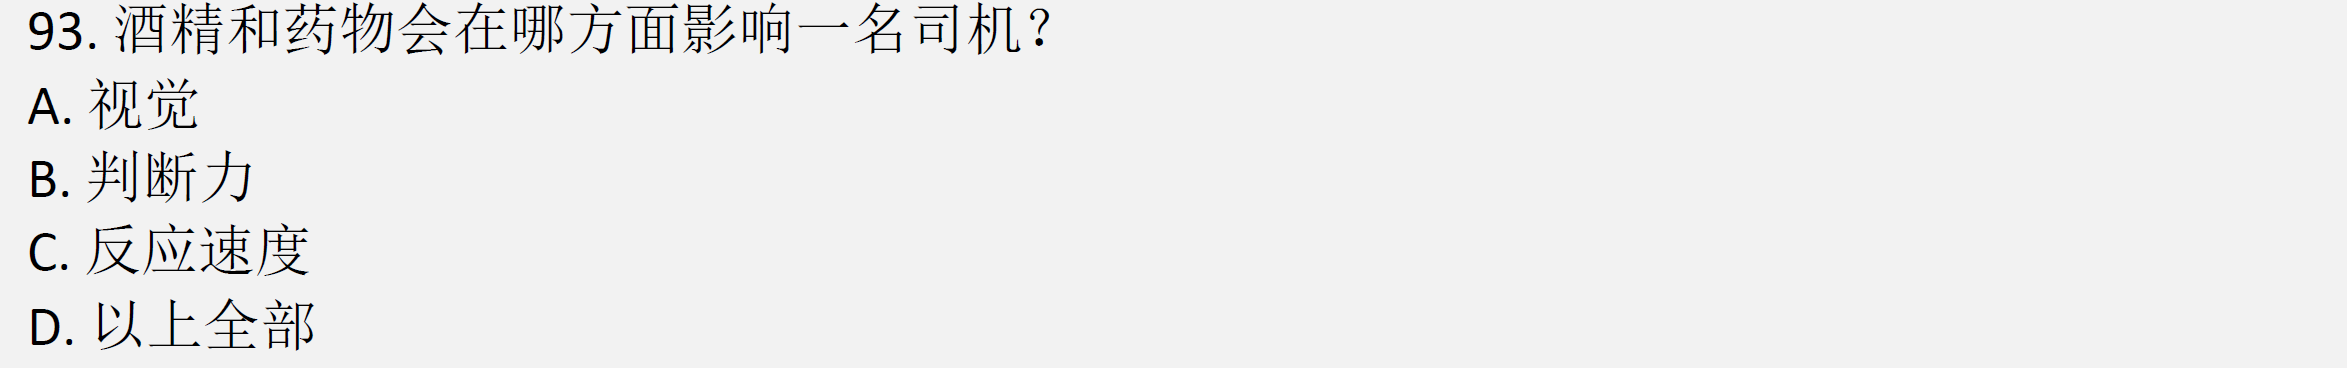 93. 酒精和药物会在哪方面影响一名司机？
A. 视觉
B. 判断力
C. 反应速度
D. 以上全部